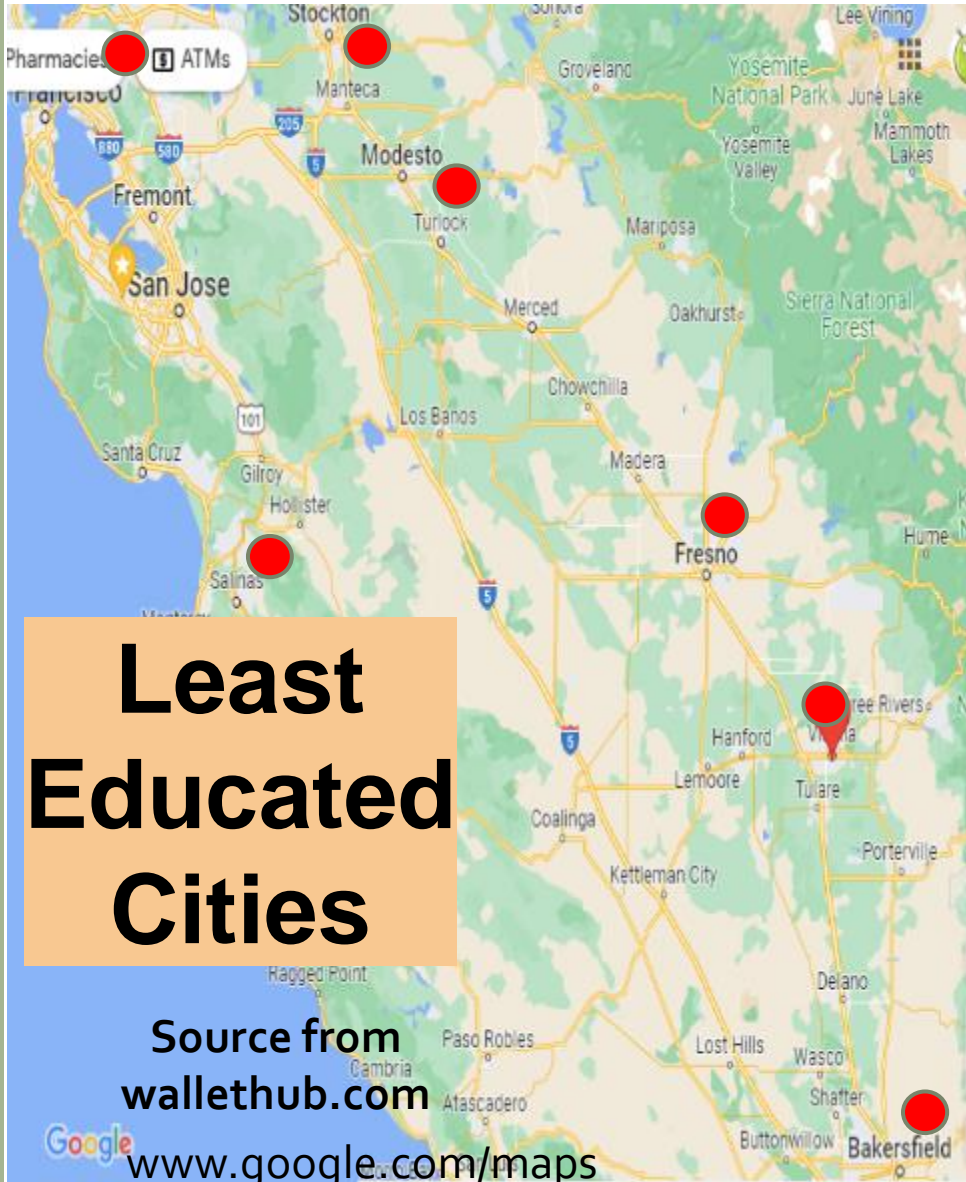 Stockton
Sonora
Lee Vining
Pharmacies
ATMs
Groveland
Yosemite
National Park
June Lake
Francisco
Manteca
205
880
580
5
Modesto
Yosemite
Valley
Mammoth
Lakes
Fremont
Turlock
Mariposa
San Jose
Merced
Oakhurst
Sierra National
Forest
Chowchilla
101
Los Banos
Santa Cruz
Gilroy
Madera
Hollister
Fresno
Hume
Salinas
5
Monterey
Least
Educated
Cities
ree Rivers
Hanford
5
Lemoore
Tulare
Coalinga
Porterville
Kettleman City
Ragged Point
Delano
Source from
wallethub.com
Cambria
Paso Robles
Lost Hills
Wasco
Atascadero
Shafter
Buttonwillow
Bakersfield
Google
www.google.com/maps